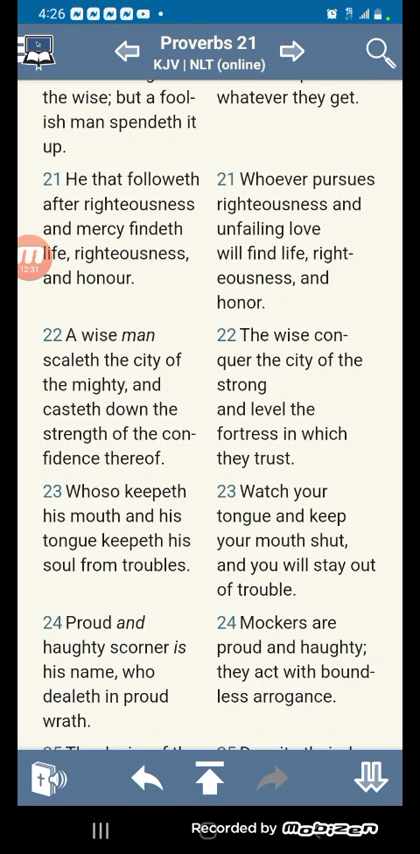 4:26
Proverbs 21
KJV | NLT (online)
the wise; but a fool-
ish man spendeth it
up.
21 He that followeth
after righteousness
and mercy findeth
life, righteousness,
and honour.
22 A wise man
scaleth the city of
the mighty, and
casteth down the
strength of the con-
fidence thereof.
23 Whoso keepeth
his mouth and his
tongue keepeth his
soul from troubles.
24 Proud and
haughty scorner is
his name, who
dealeth in proud
wrath.
whatever they get.
21 Whoever pursues
righteousness and
unfailing love
will find life, right-
eousness, and
honor.
22 The wise con-
quer the city of the
strong
and level the
fortress in which
they trust.
23 Watch your
tongue and keep
your mouth shut,
and you will stay out
of trouble.
24 Mockers are
proud and haughty;
they act with bound-
less arrogance.
12:31
Recorded by mobizen